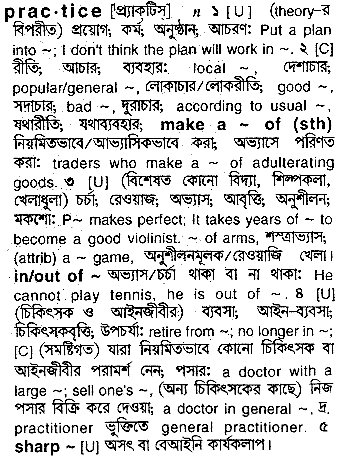 prac·tice [প্র্যাকটিস্] n ১ [U] (theory-র
বিপরীত) প্রয়োগ; কর্ম; অনুষ্ঠান; আচরণ: Put a plan
into ~; I don't think the plan will work in ~. ২ [C]
রীতি; আচার; ব্যবহার: local ~, দেশাচার;
popular/general ~, লোকাচার/লোকরীতি; good ~,
সদাচার; bad ~, দুরাচার; according to usual ~,
যথারীতি; যথাব্যবহার; make a ~ of (sth)
নিয়মিতভাবে/আভ্যাসিকভাবে করা; অভ্যাসে পরিণত
করা: traders who make a ~ of adulterating
goods. ৩ [U] (বিশেষত কোনো বিদ্যা, শিল্পকলা,
খেলাধুলা) চর্চা; রেওয়াজ; অভ্যাস; আবৃত্তি; অনুশীলন;
মকশো: P~ makes perfect; It takes years of ~ to
become a good violinist. ~ of arms, শস্ত্রাভ্যাস;
(attrib) a ~ game, অনুশীলনমূলক/রেওয়াজি খেলা।
in/out of ~ অভ্যাস/চর্চা থাকা বা না থাকা: He
cannot play tennis, he is out of ~. ৪ [U]
(চিকিৎসক ও আইনজীবীর) ব্যবসা; আইন-ব্যবসা;
চিকিৎসকবৃত্তি; উপচর্যা: retire from ~; no longer in ~;
[C] (সমষ্টিগত) যারা নিয়মিতভাবে কোনো চিকিৎসক বা
আইনজীবীর পরামর্শ নেন; পসার: a doctor with a
large ~; sell one's ~, (অন্য চিকিৎসকের কাছে) নিজ
পসার বিক্রি করে দেওয়া; a doctor in general ~, দ্র.
practitioner ভুক্তিতে general practitioner. ৫
sharp ~ [U] অসৎ বা বেআইনি কার্যকলাপ।